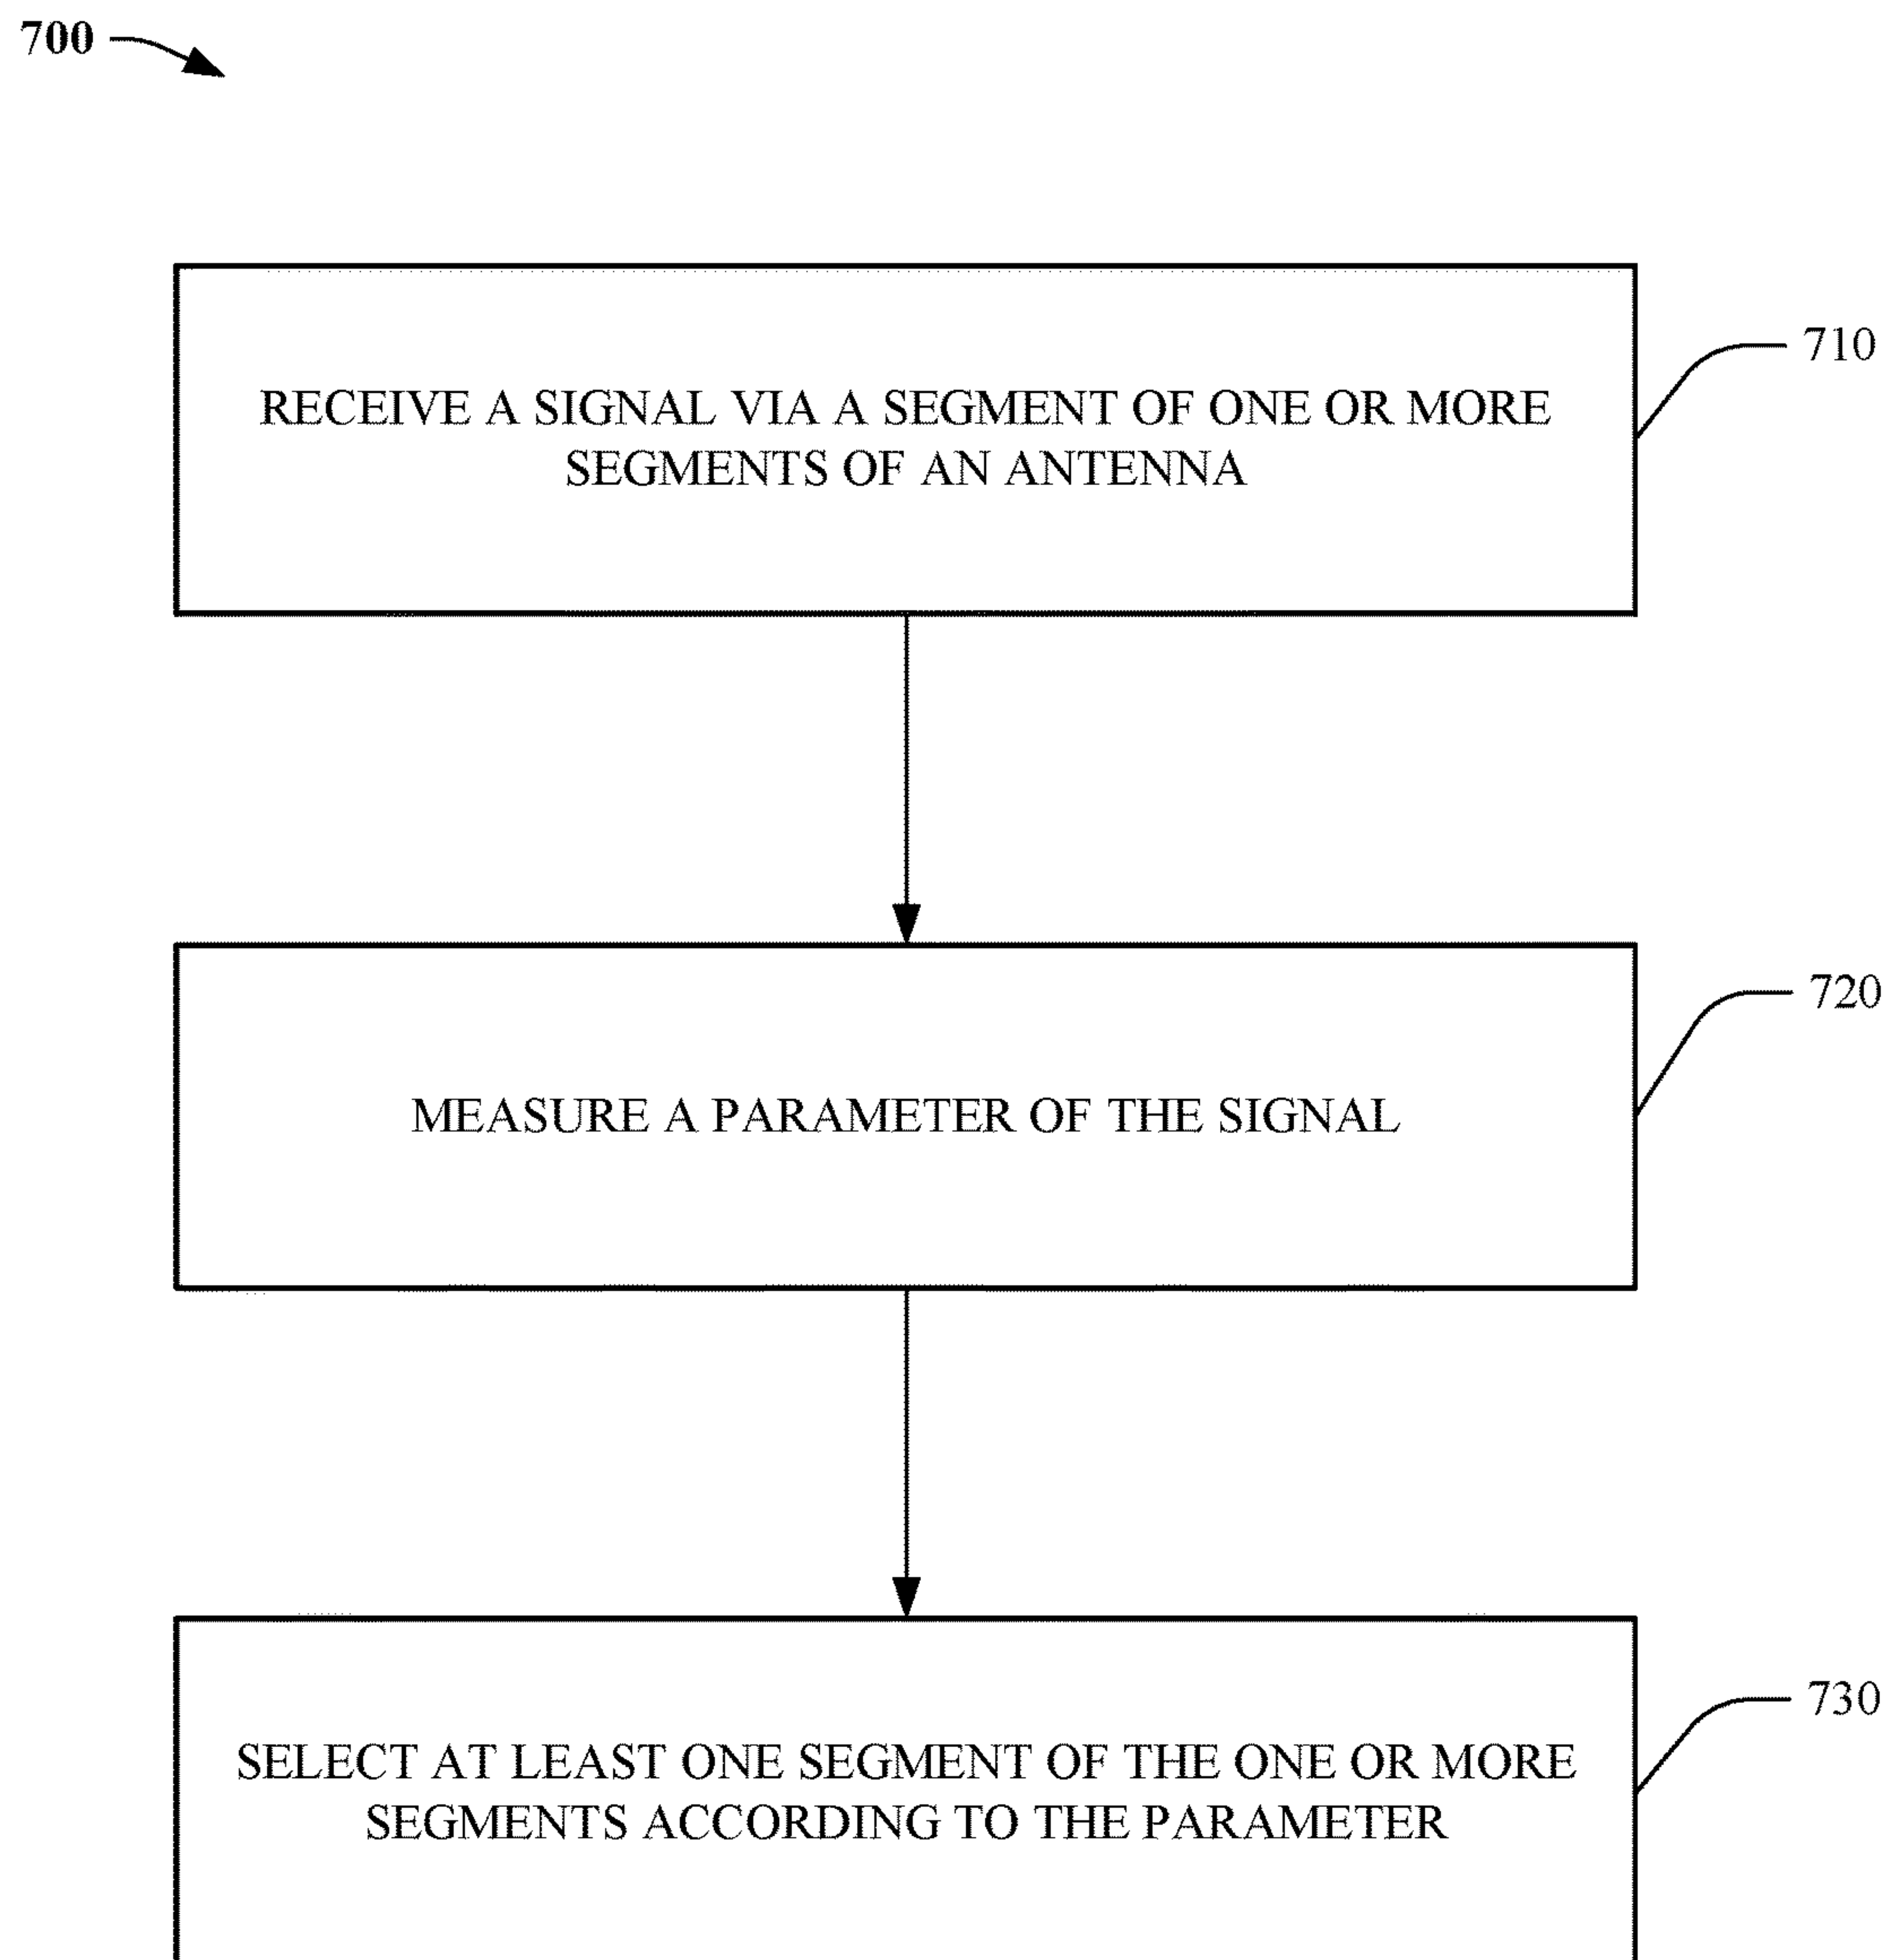 700
RECEIVE A SIGNAL VIA A SEGMENT OF ONE OR MORE
SEGMENTS OF AN ANTENNA
710
MEASURE A PARAMETER OF THE SIGNAL
720
SELECT AT LEAST ONE SEGMENT OF THE ONE OR MORE
SEGMENTS ACCORDING TO THE PARAMETER
730